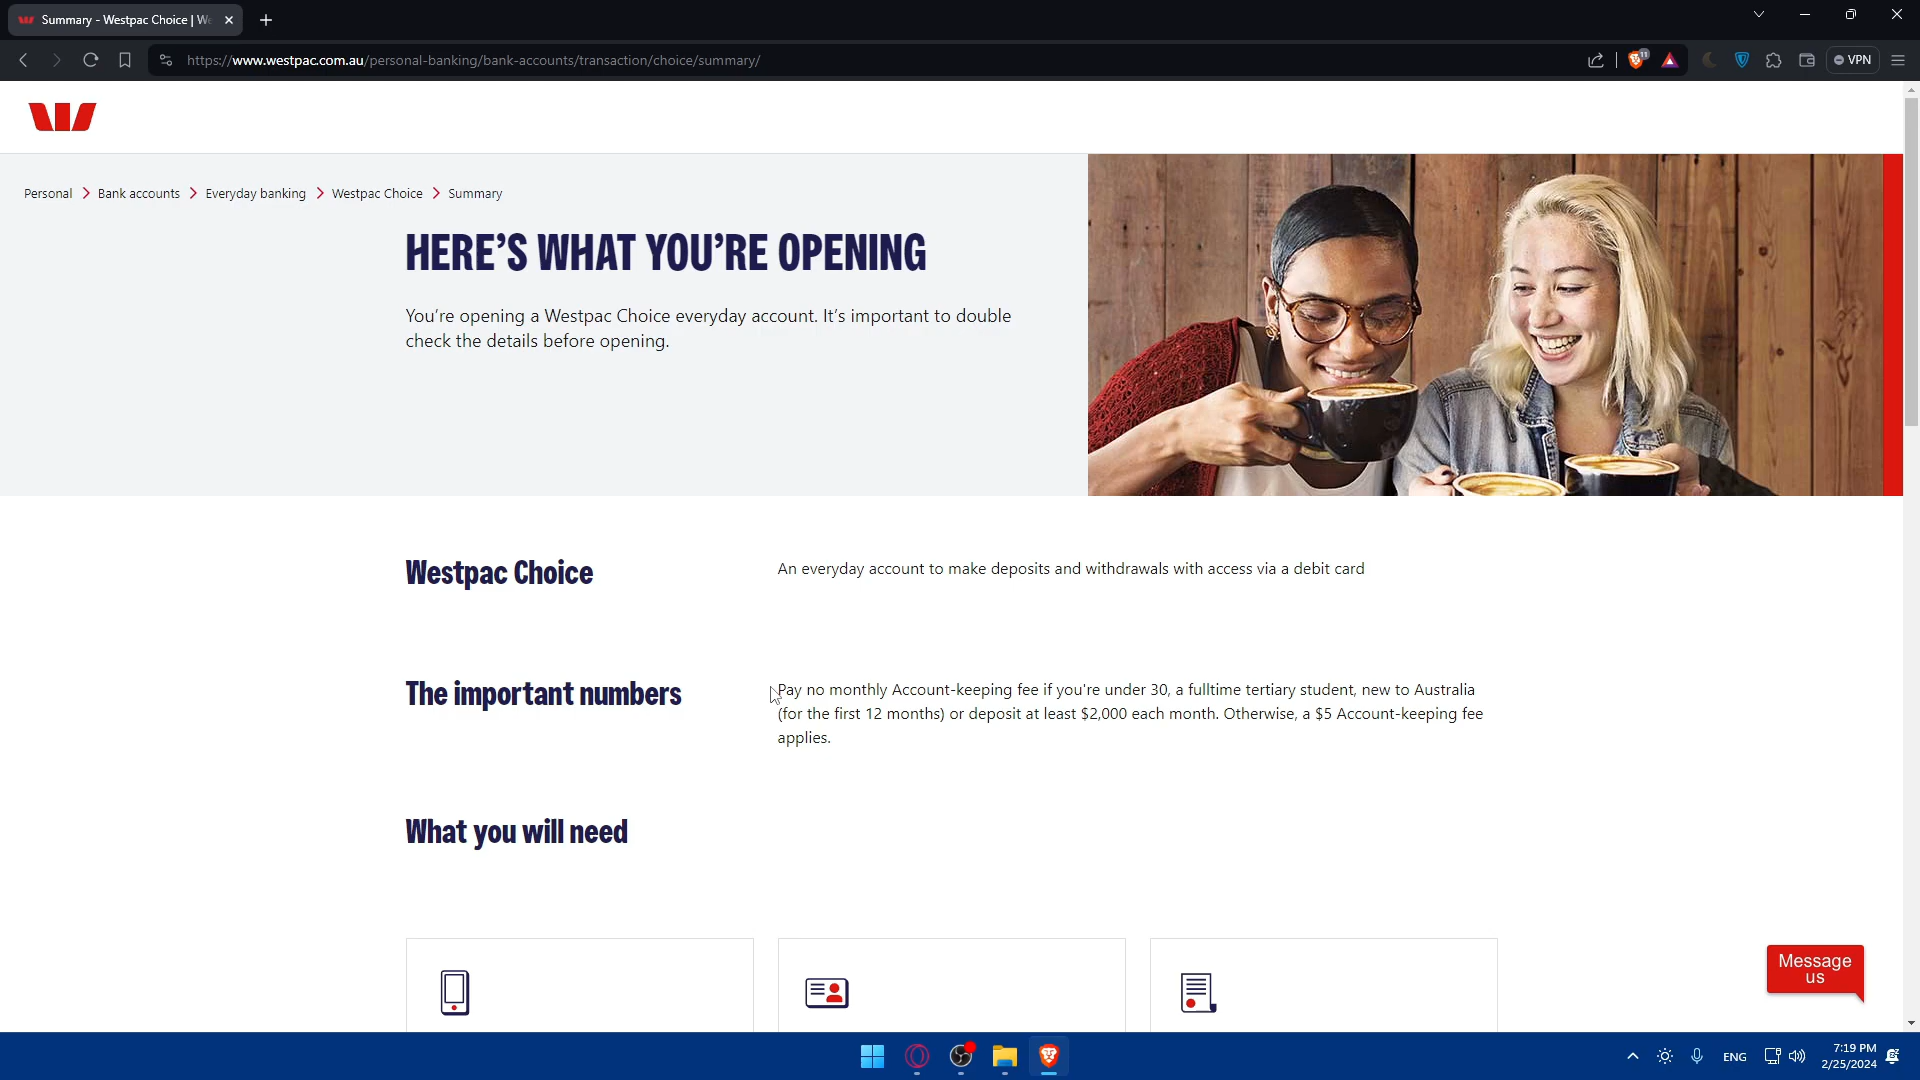 Summary - Westpac Choice | We
https://www.westpac.com.au/personal-banking/bank-accounts/transaction/choice/summary/
11
VPN
Personal > Bank accounts > Everyday banking > Westpac Choice > Summary
HERE'S WHAT YOU'RE OPENING
You're opening a Westpac Choice everyday account. It's important to double
check the details before opening.
Westpac Choice
An everyday account to make deposits and withdrawals with access via a debit card
The important numbers
Pay no monthly Account-keeping fee if you're under 30, a fulltime tertiary student, new to Australia
(for the first 12 months) or deposit at least $2,000 each month. Otherwise, a $5 Account-keeping fee
applies.
What you will need
Message
us
ENG
7:19 PM
2/25/2024